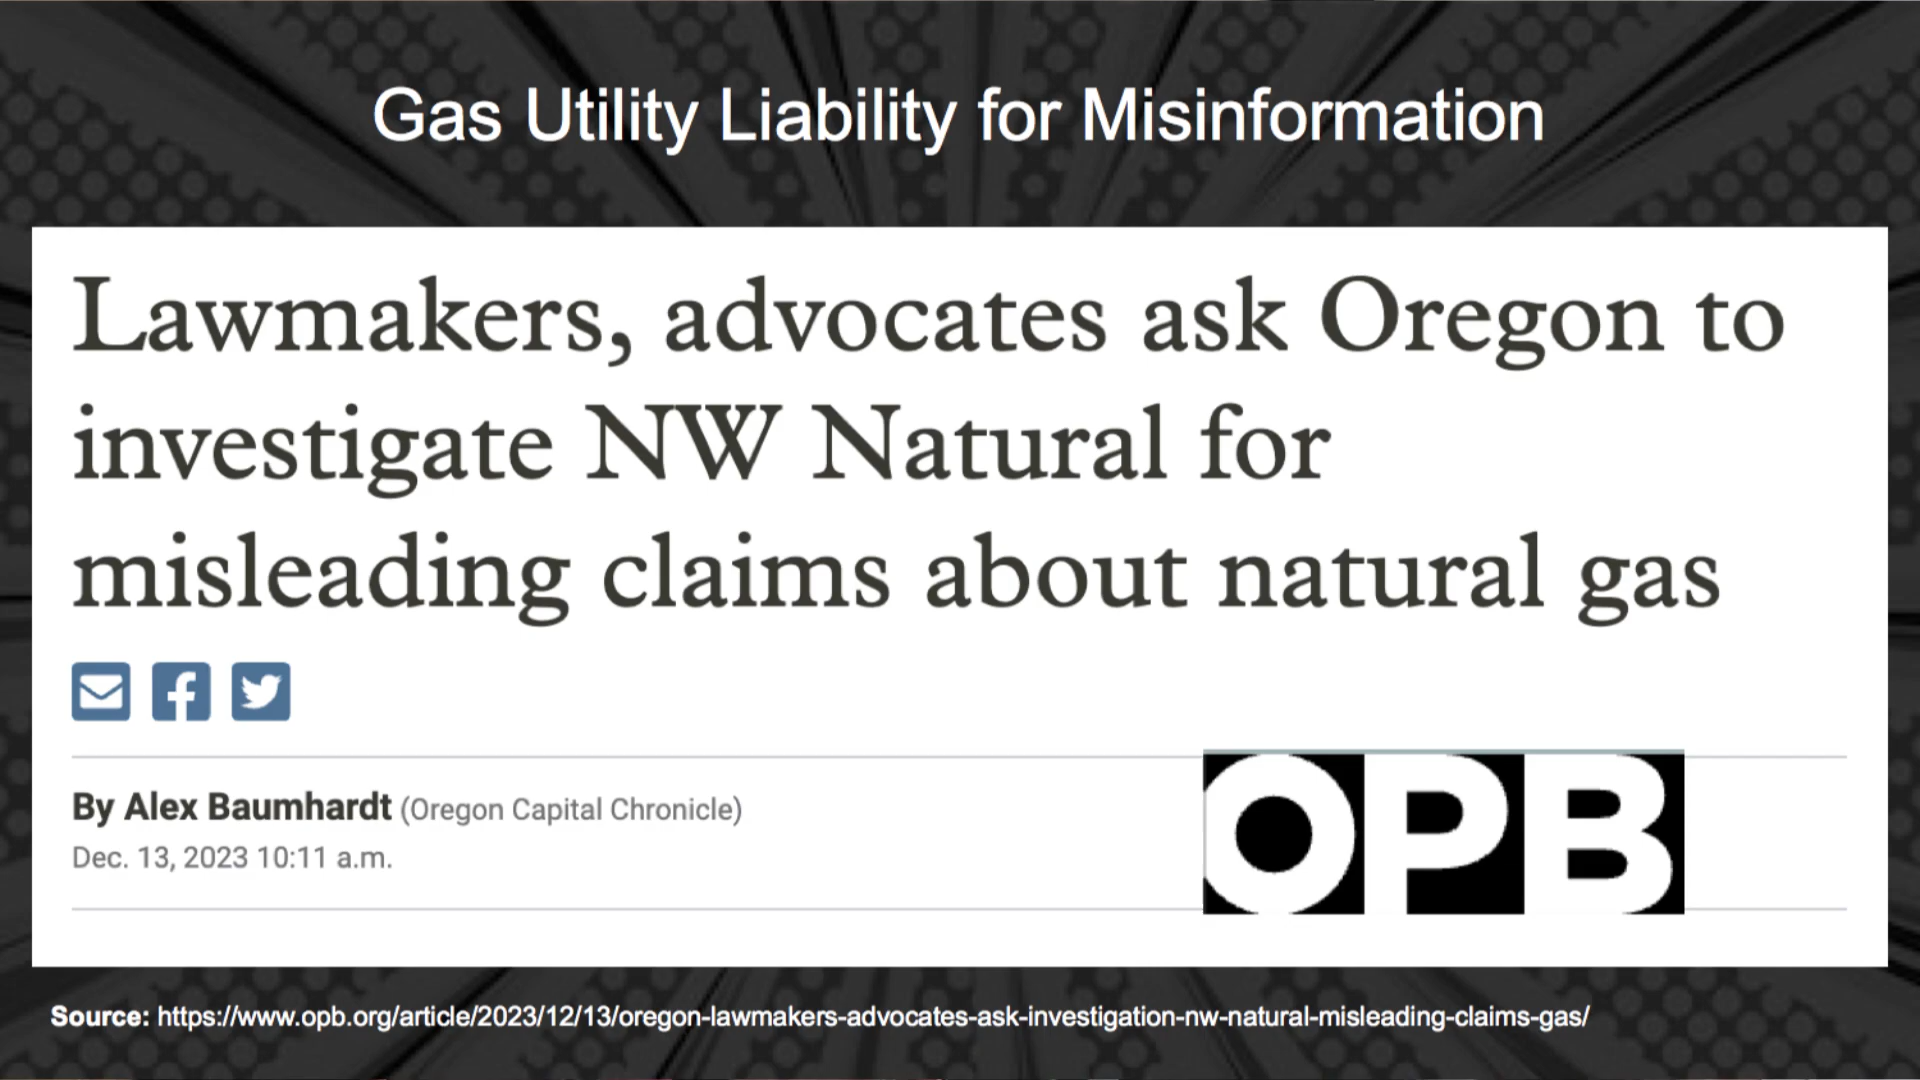 Gas Utility Liability for Misinformation
Lawmakers, advocates ask Oregon to
investigate NW Natural for
misleading claims about natural gas
By Alex Baumhardt (Oregon Capital Chronicle)
Dec. 13, 2023 10:11 a.m.
OPB
Source: https://www.opb.org/article/2023/12/13/oregon-lawmakers-advocates-ask-investigation-nw-natural-misleading-claims-gas/